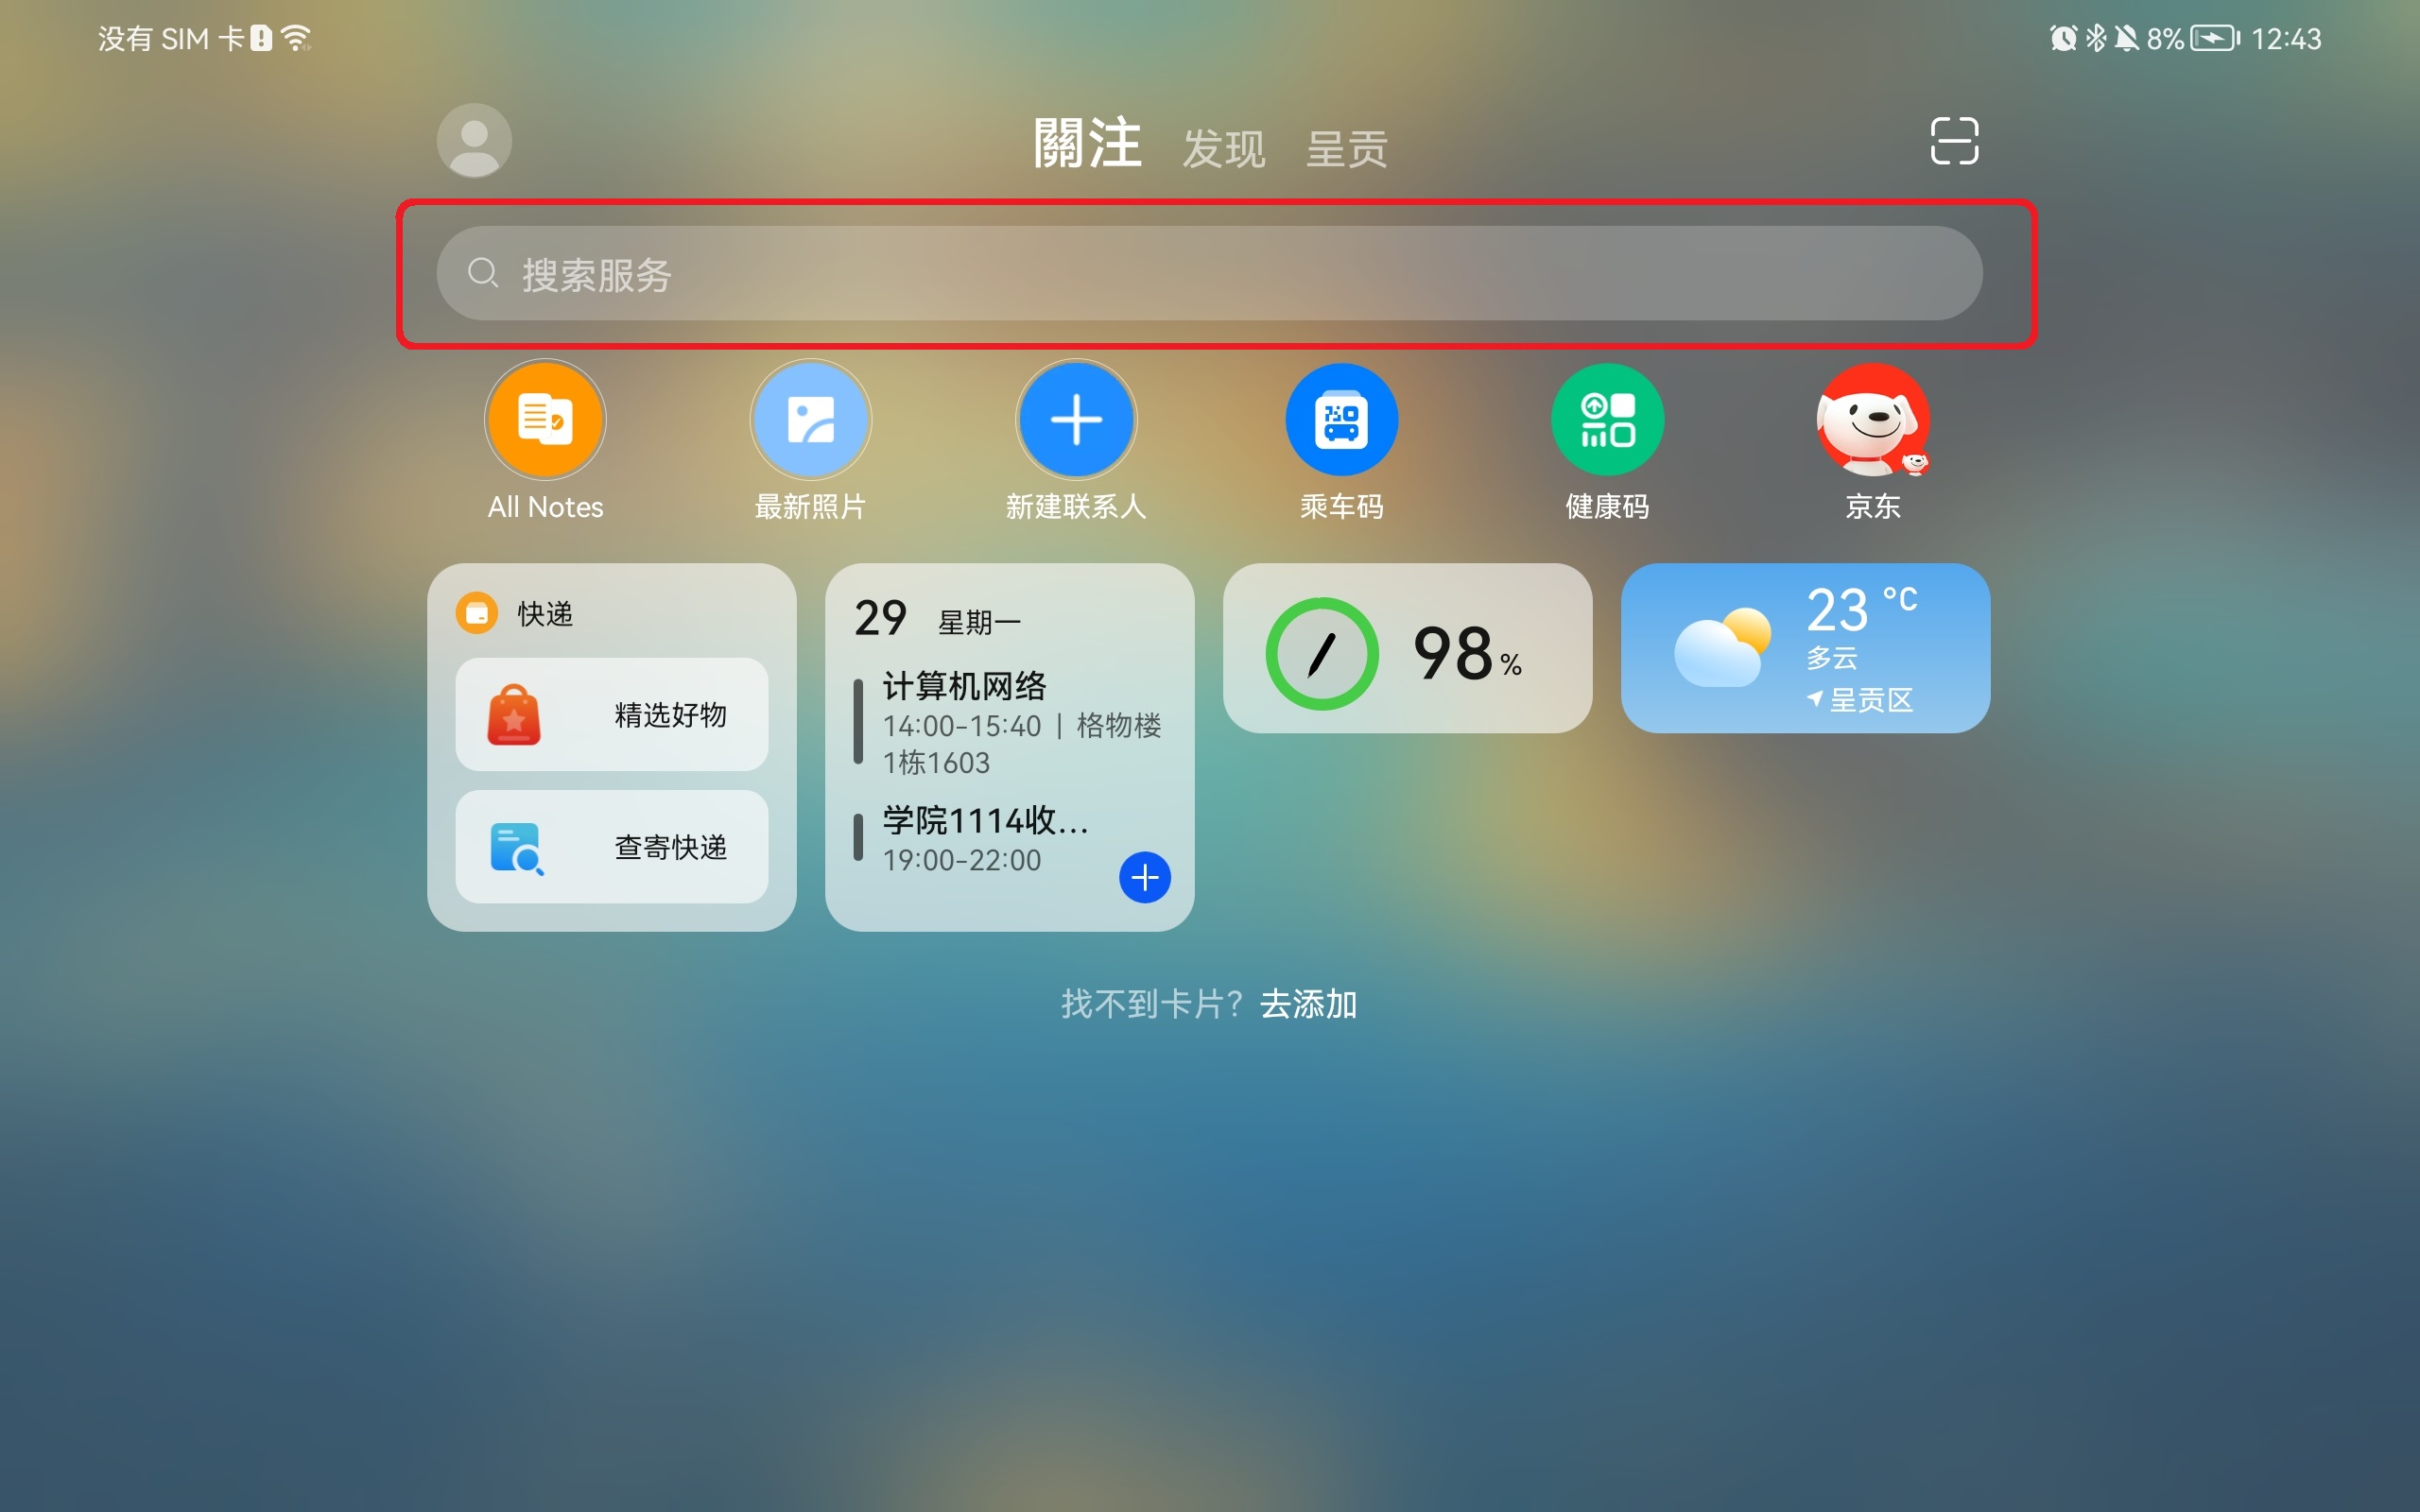 没有 SIM 卡
8% 12:43
關注 发现 呈贡
搜索服务
All Notes 最新照片 新建联系人 乘车码 健康码 京东
快递
精选好物
查寄快递
29 星期一
计算机网络
14:00-15:40 | 格物楼
1栋1603
学院1114收...
19:00-22:00
98%
23 °C
多云
呈贡区
找不到卡片？去添加